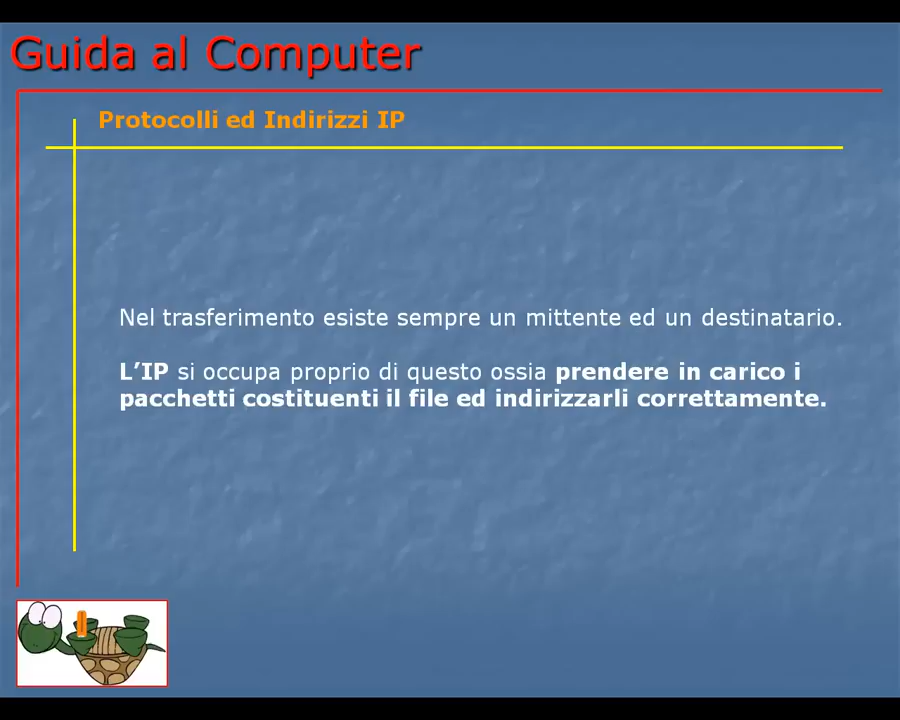 Guida al Computer
Protocolli ed Indirizzi IP
Nel trasferimento esiste sempre un mittente ed un destinatario.
L’IP si occupa proprio di questo ossia prendere in carico i
pacchetti costituenti il file ed indirizzarli correttamente.